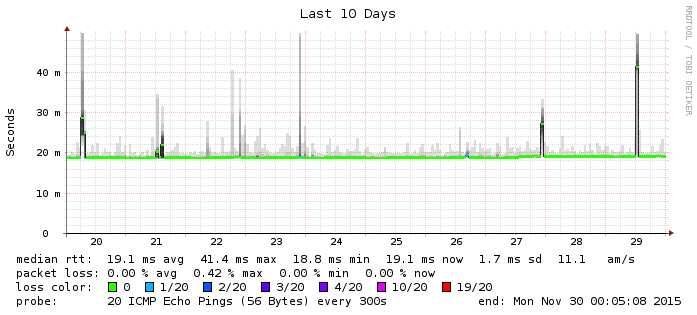 Last 10 Days
RRDTOOL / TOBI OETIKER
Seconds
40 m
30 m
20 m
10 m
0
20 21 22 23 24 25 26 27 28 29
median rtt: 19.1 ms avg 41.4 ms max 18.8 ms min 19.1 ms now 1.7 ms sd 11.1 am/s
packet loss: 0.00 % avg 0.42 % max 0.00 % min 0.00 % now
loss color: 0 1/20 2/20 3/20 4/20 10/20 19/20
probe: 20 ICMP Echo Pings (56 Bytes) every 300s end: Mon Nov 30 00:05:08 2015